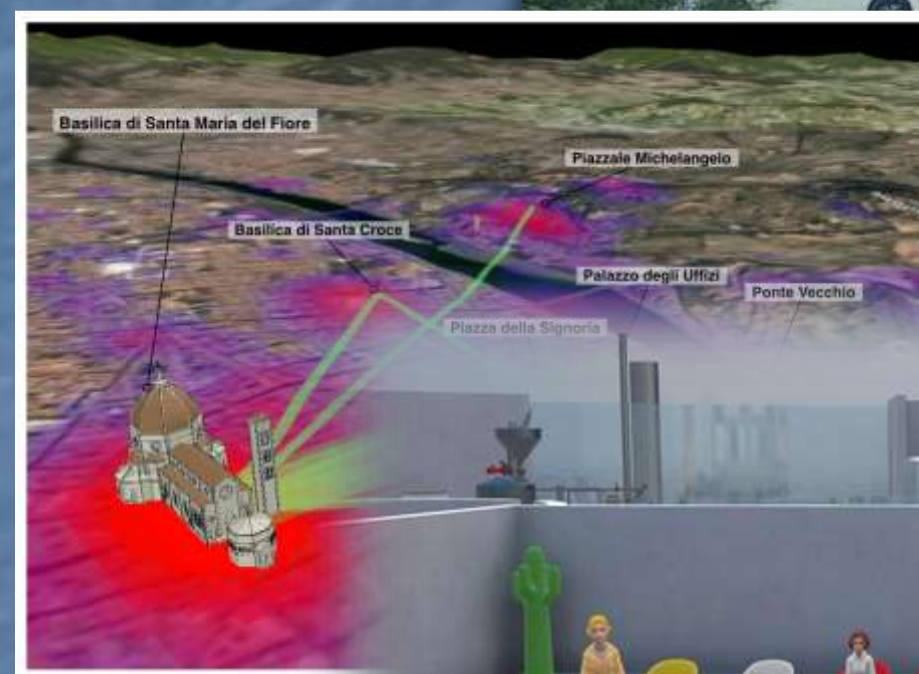 Basilica di Santa Maria del Fiore
Piazzale Michelangelo
Basilica di Santa Croce
Palazzo degli Uffizi
Ponte Vecchio
Piazza della Signoria